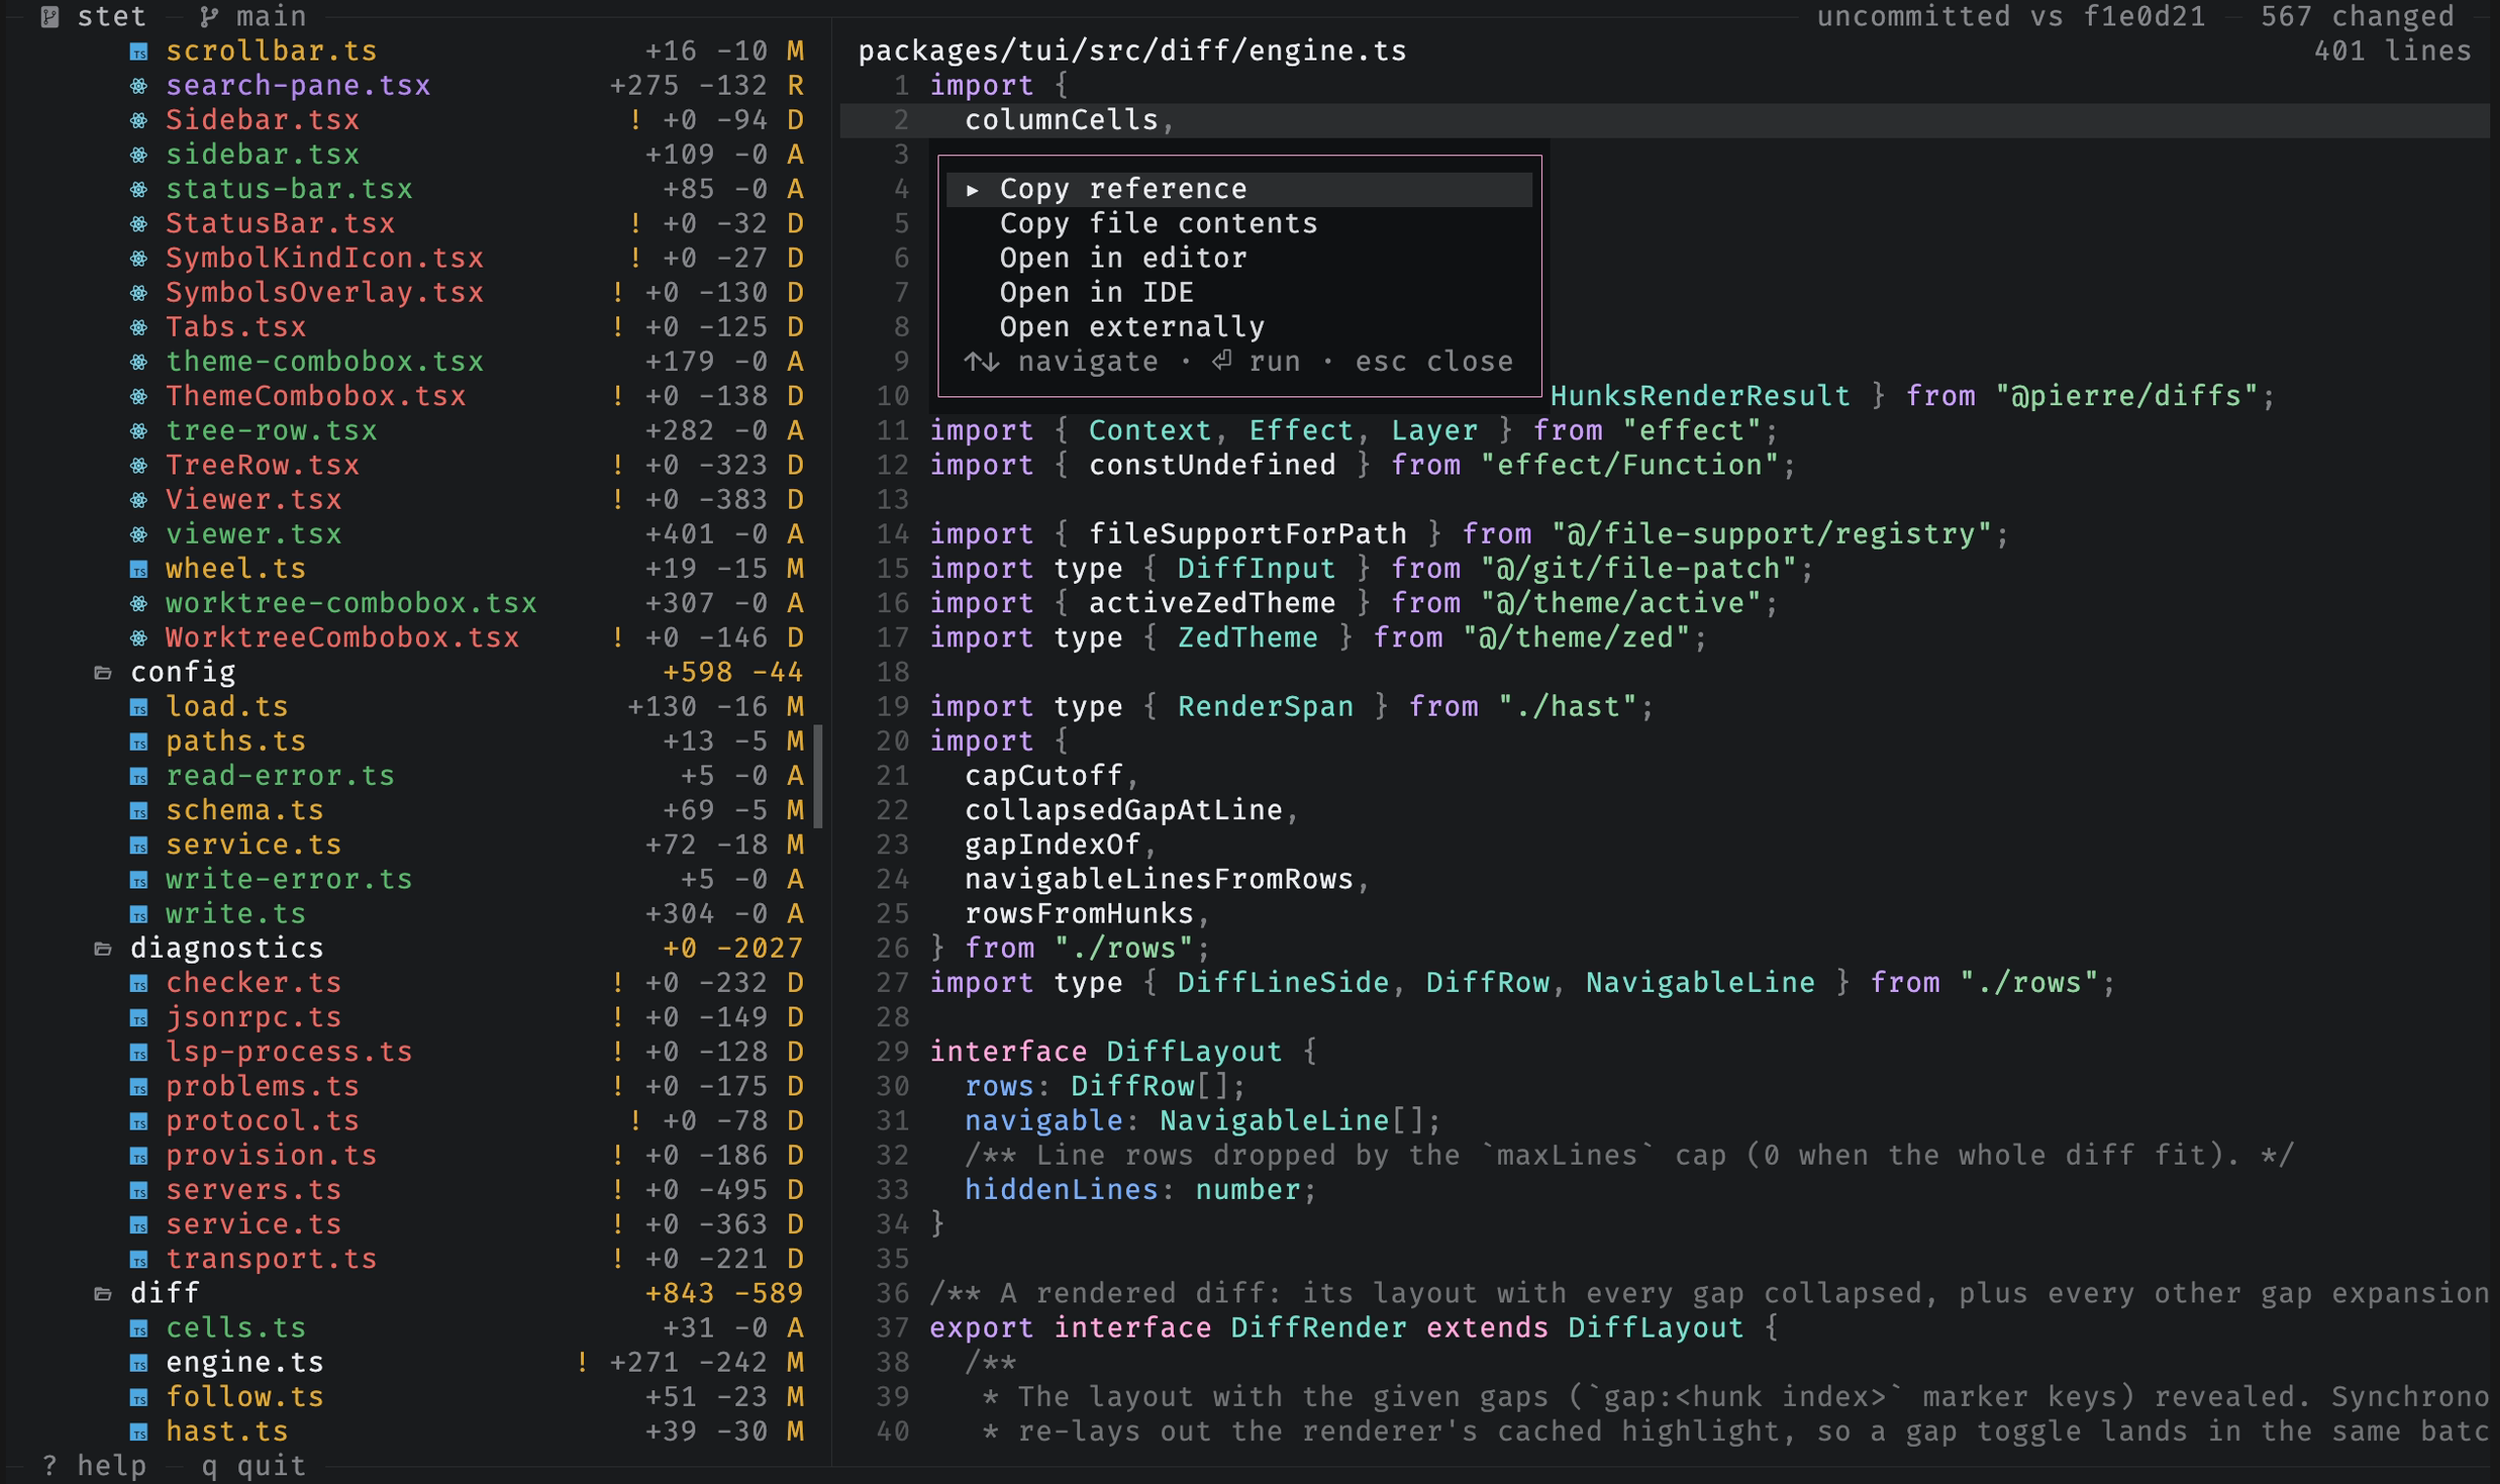 stet main uncommitted vs f1e0d21 567 changed
scrollbar.ts +16 -10 M
search-pane.tsx +275 -132 R
Sidebar.tsx ! +0 -94 D
sidebar.tsx +109 -0 A
status-bar.tsx +85 -0 A
StatusBar.tsx ! +0 -32 D
SymbolKindIcon.tsx ! +0 -27 D
SymbolsOverlay.tsx ! +0 -130 D
Tabs.tsx ! +0 -125 D
theme-combobox.tsx +179 -0 A
ThemeCombobox.tsx ! +0 -138 D
tree-row.tsx +282 -0 A
TreeRow.tsx ! +0 -323 D
Viewer.tsx ! +0 -383 D
viewer.tsx +401 -0 A
wheel.ts +19 -15 M
worktree-combobox.tsx +307 -0 A
WorktreeCombobox.tsx ! +0 -146 D
config +598 -44
load.ts +130 -16 M
paths.ts +13 -5 M
read-error.ts +5 -0 A
schema.ts +69 -5 M
service.ts +72 -18 M
write-error.ts +5 -0 A
write.ts +304 -0 A
diagnostics +0 -2027
checker.ts ! +0 -232 D
jsonrpc.ts ! +0 -149 D
lsp-process.ts ! +0 -128 D
problems.ts ! +0 -175 D
protocol.ts ! +0 -78 D
provision.ts ! +0 -186 D
servers.ts ! +0 -495 D
service.ts ! +0 -363 D
transport.ts ! +0 -221 D
diff +843 -589
cells.ts +31 -0 A
engine.ts ! +271 -242 M
follow.ts +51 -23 M
hast.ts +39 -30 M
packages/tui/src/diff/engine.ts 401 lines
1 import {
2 columnCells,
3
4 ▸ Copy reference
5 Copy file contents
6 Open in editor
7 Open in IDE
8 Open externally
9 ↑↓ navigate · ⏎ run · esc close
10 HunksRenderResult } from "@pierre/diffs";
11 import { Context, Effect, Layer } from "effect";
12 import { constUndefined } from "effect/Function";
13
14 import { fileSupportForPath } from "@/file-support/registry";
15 import type { DiffInput } from "@/git/file-patch";
16 import { activeZedTheme } from "@/theme/active";
17 import type { ZedTheme } from "@/theme/zed";
18
19 import type { RenderSpan } from "./hast";
20 import {
21 capCutoff,
22 collapsedGapAtLine,
23 gapIndexOf,
24 navigableLinesFromRows,
25 rowsFromHunks,
26 } from "./rows";
27 import type { DiffLineSide, DiffRow, NavigableLine } from "./rows";
28
29 interface DiffLayout {
30 rows: DiffRow[];
31 navigable: NavigableLine[];
32 /** Line rows dropped by the `maxLines` cap (0 when the whole diff fit). */
33 hiddenLines: number;
34 }
35
36 /** A rendered diff: its layout with every gap collapsed, plus every other gap expansion
37 export interface DiffRender extends DiffLayout {
38 /**
39 * The layout with the given gaps (`gap:<hunk index>` marker keys) revealed. Synchrono
40 * re-lays out the renderer's cached highlight, so a gap toggle lands in the same batc
? help q quit